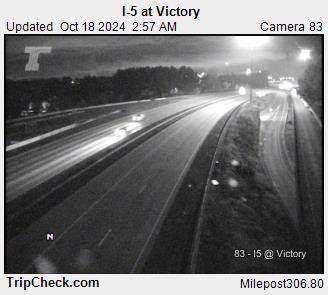 I-5 at Victory
Updated Oct 18 2024 2:57 AM Camera 83
T
N
83 - I5 @ Victory
TripCheck.com Milepost306.80